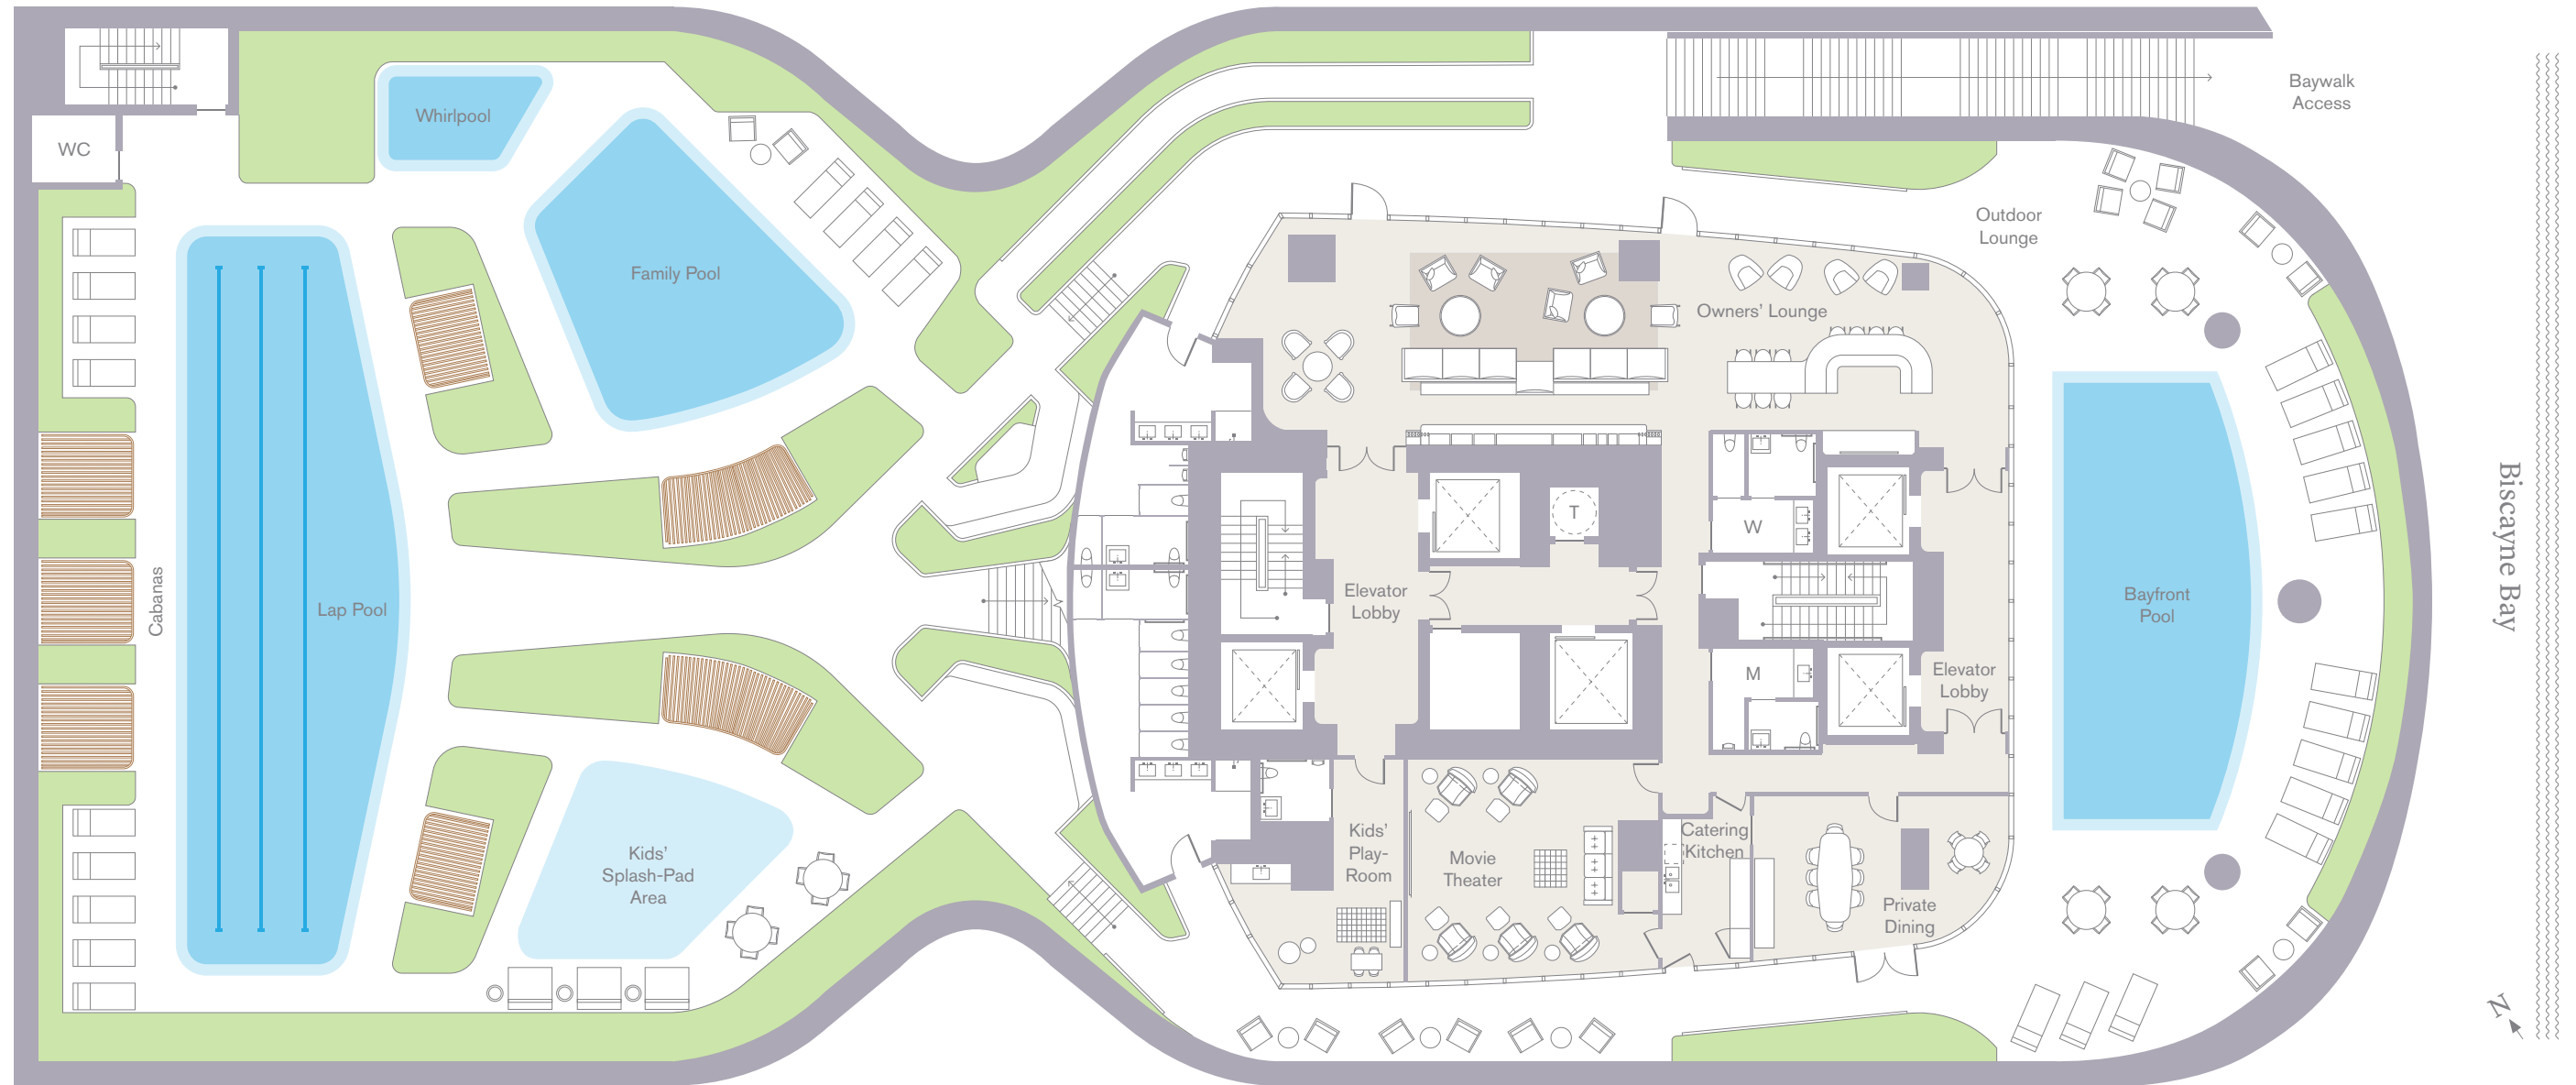 Whirlpool
WC
Family Pool
Cabanas
Lap Pool
Kids'
Splash-Pad
Area
Baywalk
Access
Outdoor
Lounge
Owners' Lounge
T
W
Elevator
Lobby
M
Elevator
Lobby
Bayfront
Pool
Kids'
Play-
Room
Movie
Theater
Catering
Kitchen
Private
Dining
Biscayne Bay
N